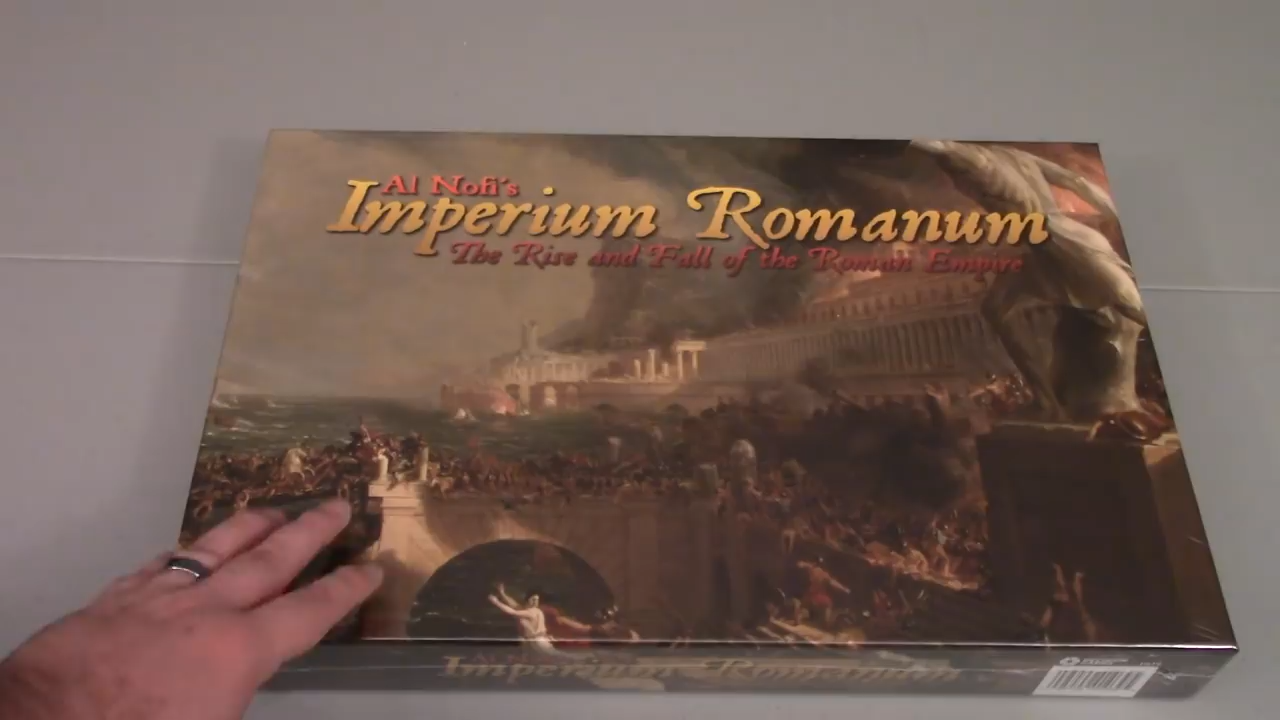 Al Nofi's
Imperium Romanum
The Rise and Fall of the Roman Empire
Imperium Romanum